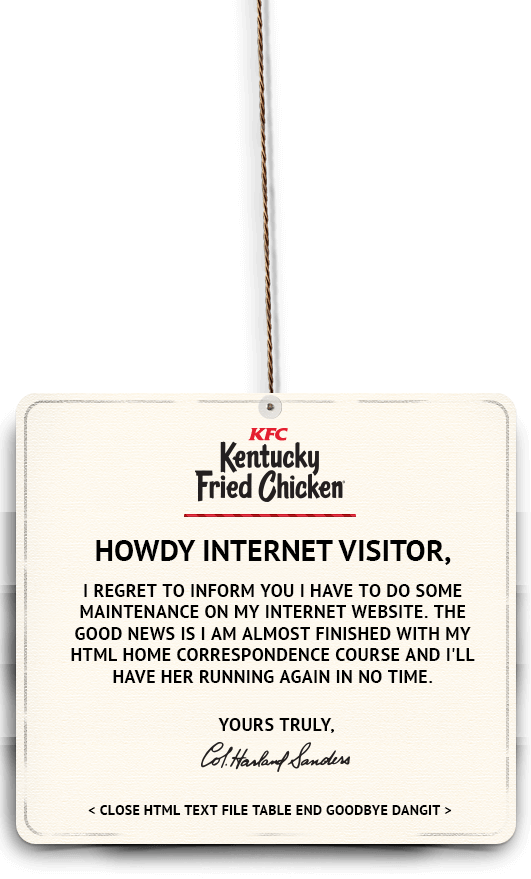 KFC
Kentucky
Fried Chicken
HOWDY INTERNET VISITOR,
I REGRET TO INFORM YOU I HAVE TO DO SOME
MAINTENANCE ON MY INTERNET WEBSITE. THE
GOOD NEWS IS I AM ALMOST FINISHED WITH MY
HTML HOME CORRESPONDENCE COURSE AND I'LL
HAVE HER RUNNING AGAIN IN NO TIME.
YOURS TRULY,
Col. Harland Sanders
< CLOSE HTML TEXT FILE TABLE END GOODBYE DANGIT >